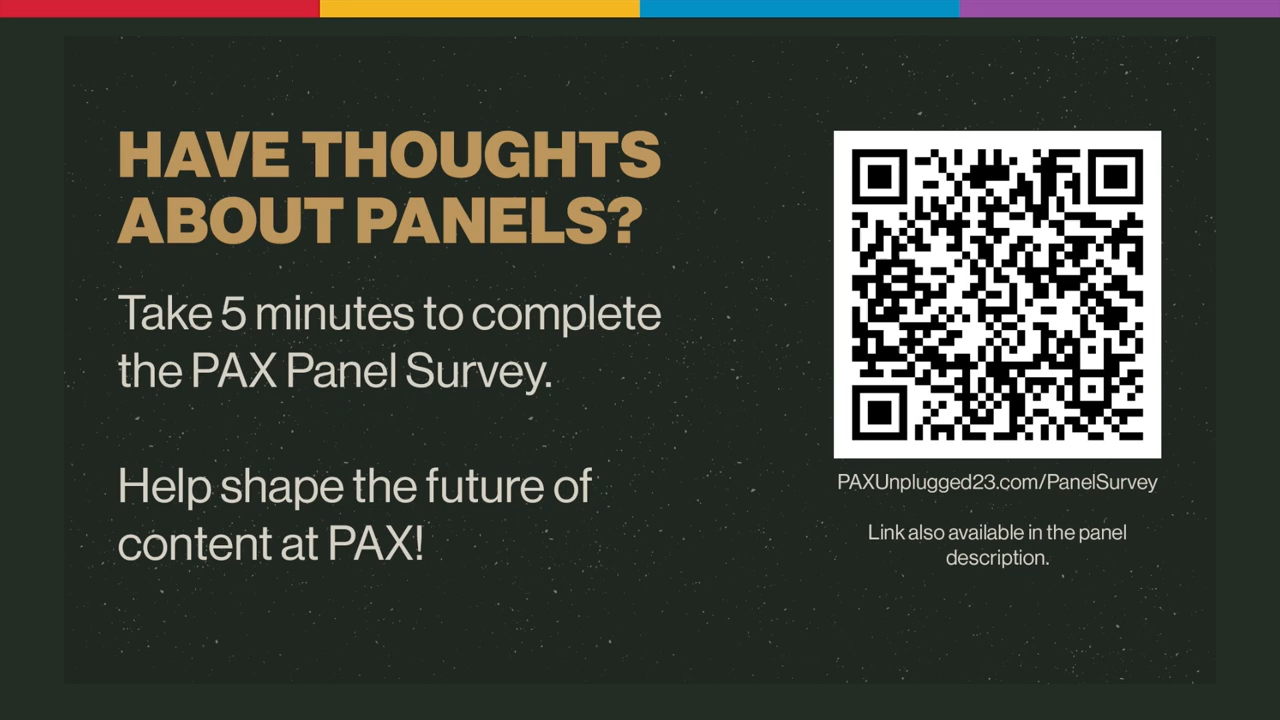 HAVE THOUGHTS
ABOUT PANELS?
Take 5 minutes to complete
the PAX Panel Survey.
Help shape the future of
content at PAX!
PAXUnplugged23.com/PanelSurvey
Link also available in the panel
description.